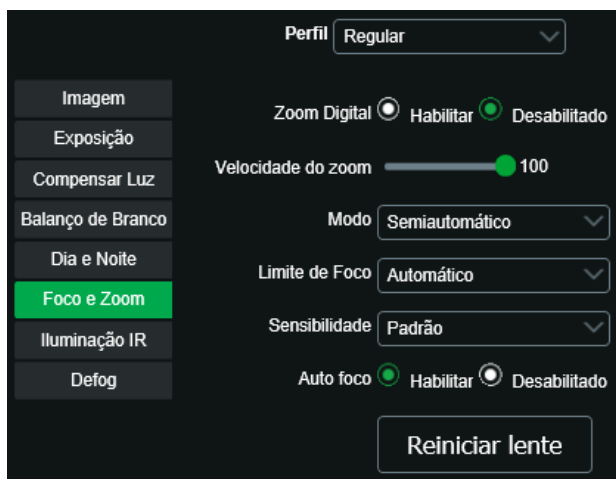 Perfil Regular
Imagem
Exposição
Compensar Luz
Balanço de Branco
Dia e Noite
Foco e Zoom
Iluminação IR
Defog
Zoom Digital Habilitar Desabilitado
Velocidade do zoom 100
Modo Semiautomático
Limite de Foco Automático
Sensibilidade Padrão
Auto foco Habilitar Desabilitado
Reiniciar lente